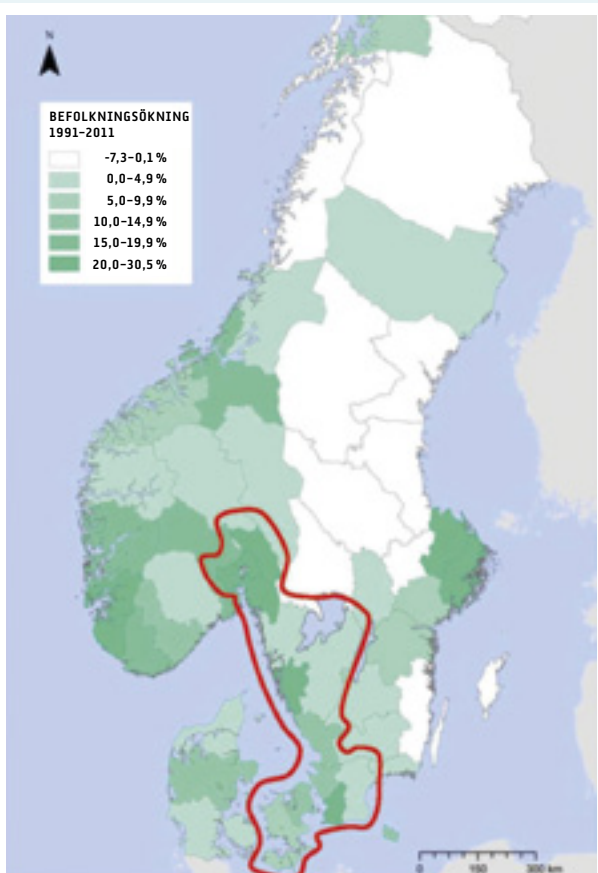 N
BEFOLKNINGSÖKNING
1991–2011
-7,3–0,1 %
0,0–4,9 %
5,0–9,9 %
10,0–14,9 %
15,0–19,9 %
20,0–30,5 %
0 150 300 km